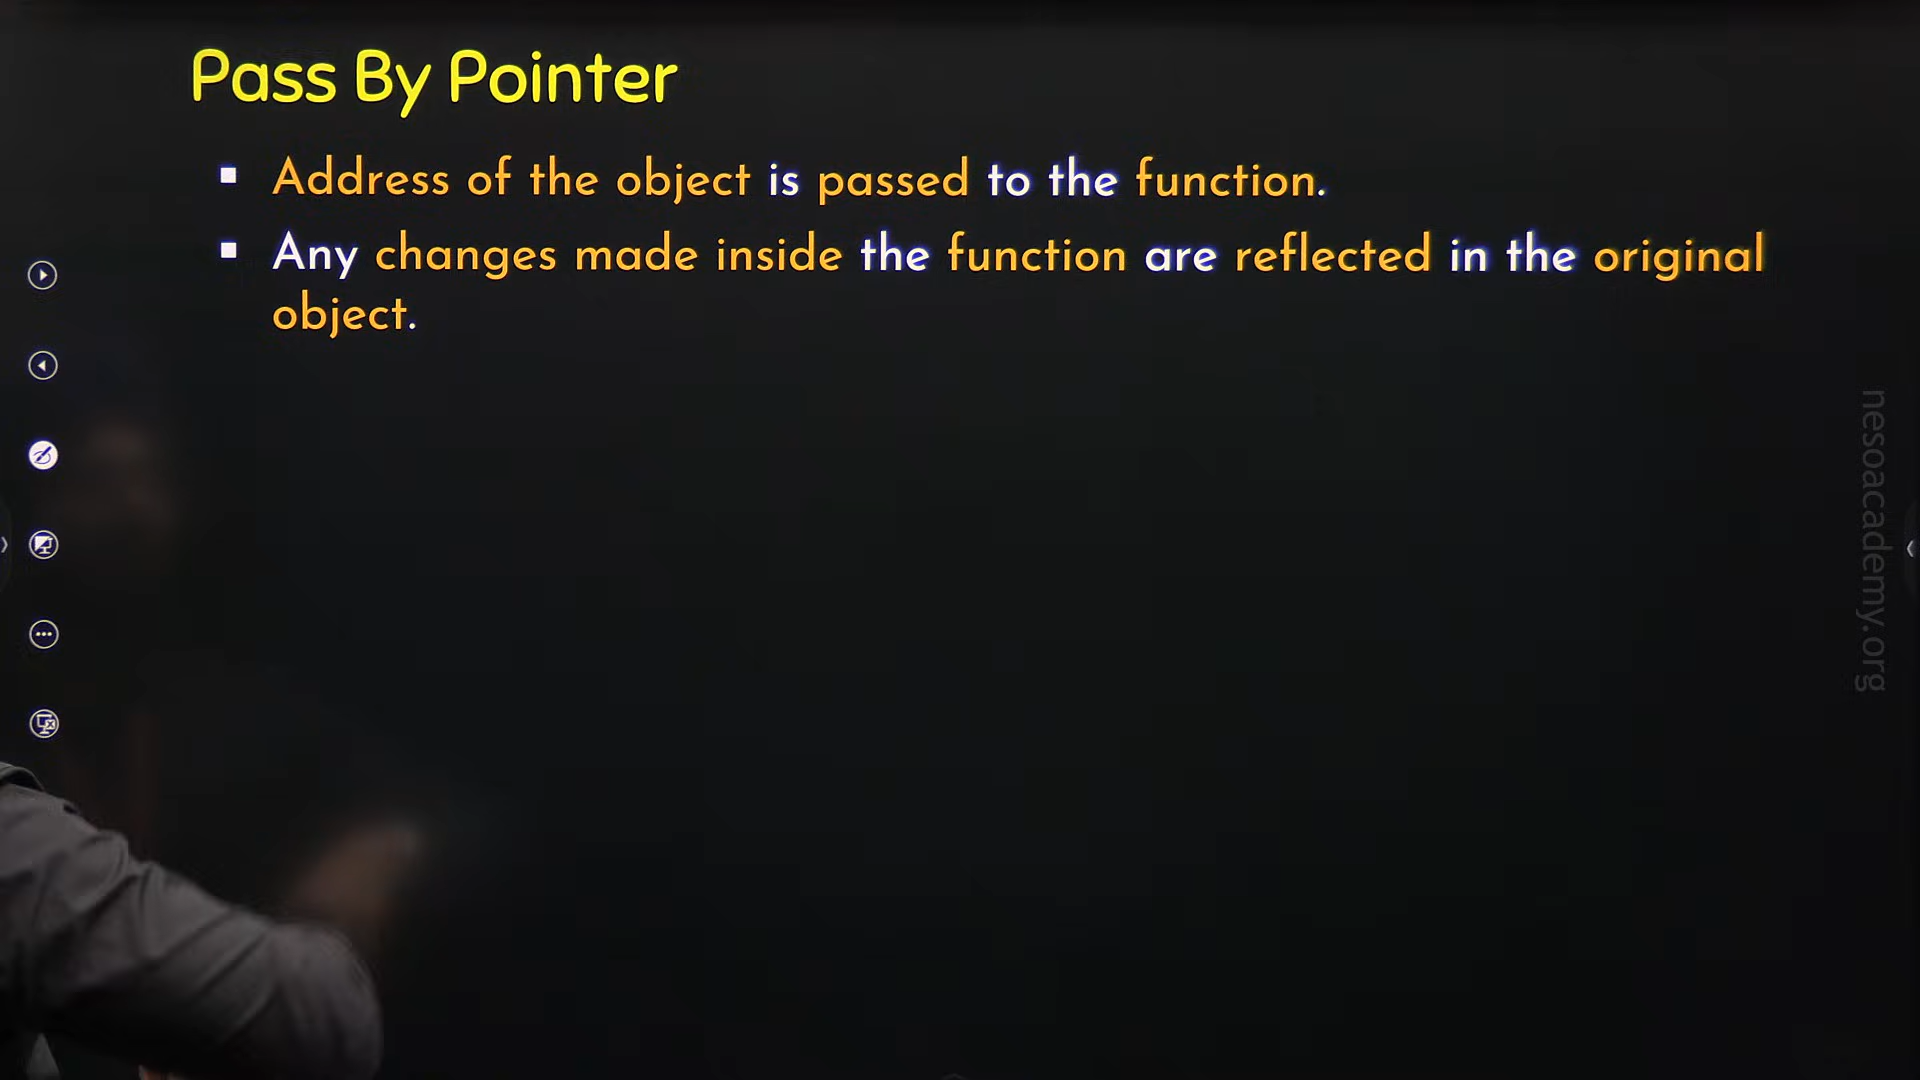 Pass By Pointer
▪ Address of the object is passed to the function.
▪ Any changes made inside the function are reflected in the original
object.
nesoacademy.org